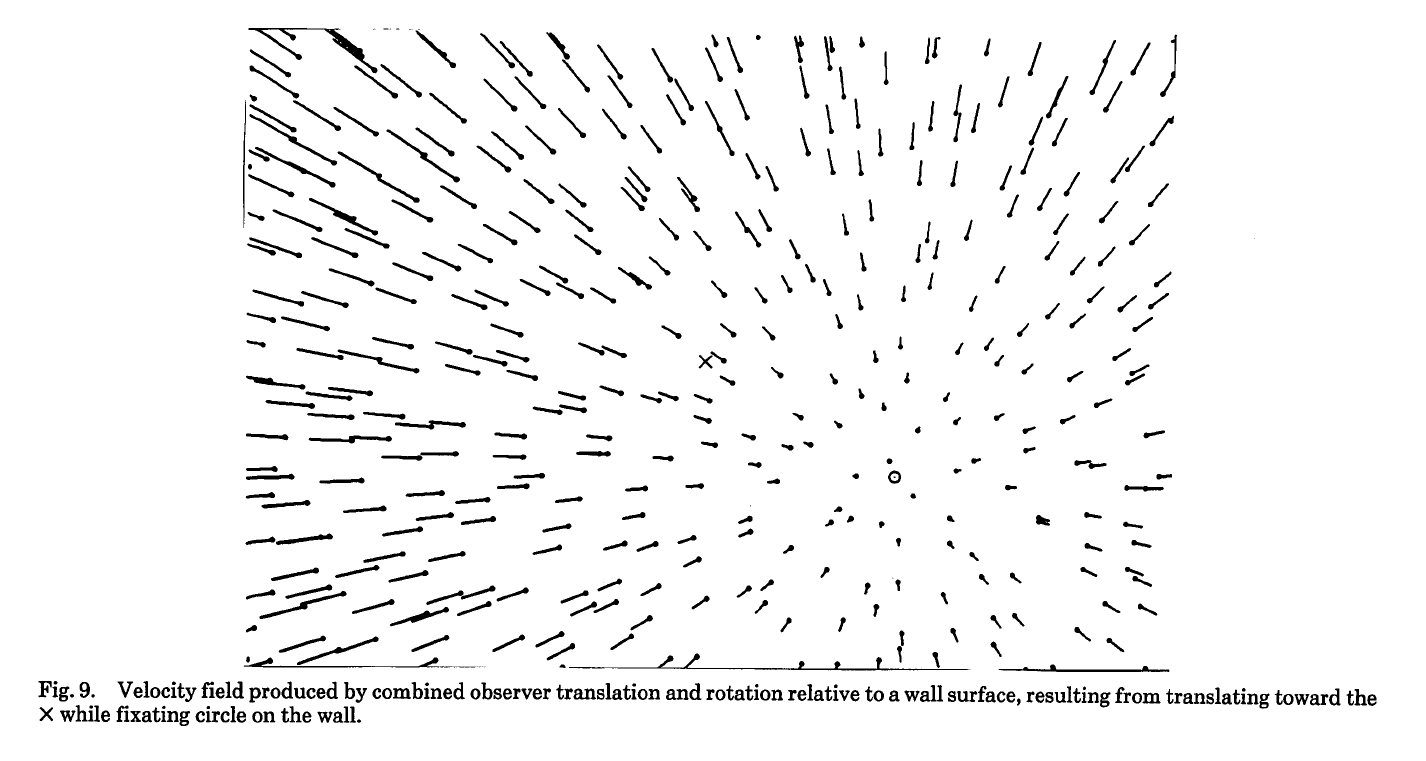 Fig. 9. Velocity field produced by combined observer translation and rotation relative to a wall surface, resulting from translating toward the
× while fixating circle on the wall.